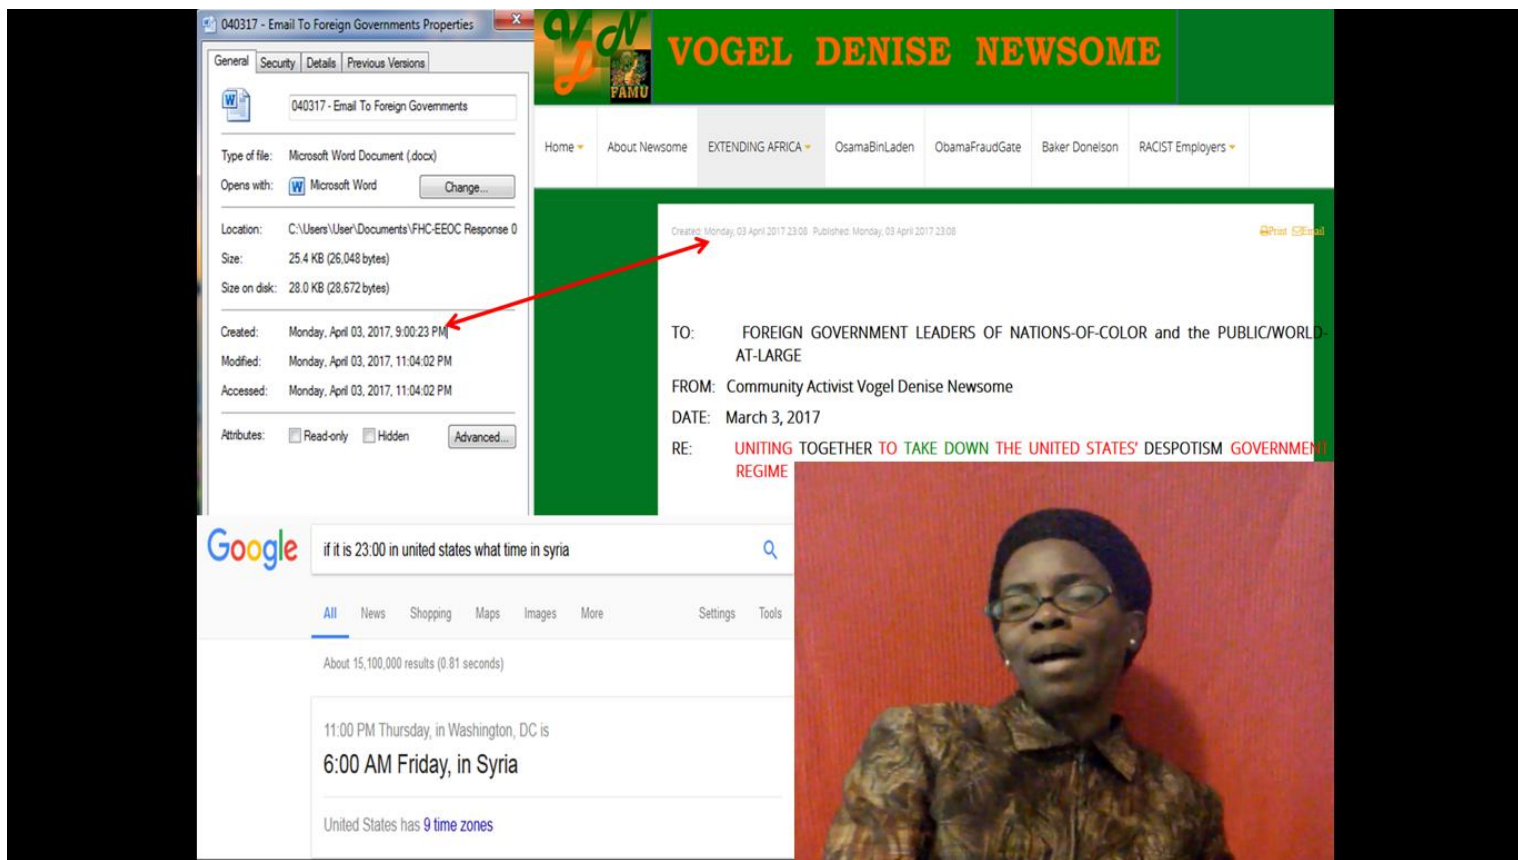 040317 - Email To Foreign Governments Properties
General Security Details Previous Versions
040317 - Email To Foreign Governments
Type of file: Microsoft Word Document (.docx)
Opens with: Microsoft Word Change...
Location: C:\Users\User\Documents\FHC-EEOC Response 0
Size: 25.4 KB (26,048 bytes)
Size on disk: 28.0 KB (28,672 bytes)
Created: Monday, April 03, 2017, 9:00:23 PM
Modified: Monday, April 03, 2017, 11:04:02 PM
Accessed: Monday, April 03, 2017, 11:04:02 PM
Attributes: Read-only Hidden Advanced...
VDN
FAMU
VOGEL DENISE NEWSOME
Home About Newsome EXTENDING AFRICA OsamaBinLaden ObamaFraudGate Baker Donelson RACIST Employers
Created: Monday, 03 April 2017 23:08 Published: Monday, 03 April 2017 23:08
Print Email
TO: FOREIGN GOVERNMENT LEADERS OF NATIONS-OF-COLOR and the PUBLIC/WORLD-
AT-LARGE
FROM: Community Activist Vogel Denise Newsome
DATE: March 3, 2017
RE: UNITING TOGETHER TO TAKE DOWN THE UNITED STATES' DESPOTISM GOVERNMENT
REGIME
Google
if it is 23:00 in united states what time in syria
All News Shopping Maps Images More Settings Tools
About 15,100,000 results (0.81 seconds)
11:00 PM Thursday, in Washington, DC is
6:00 AM Friday, in Syria
United States has 9 time zones